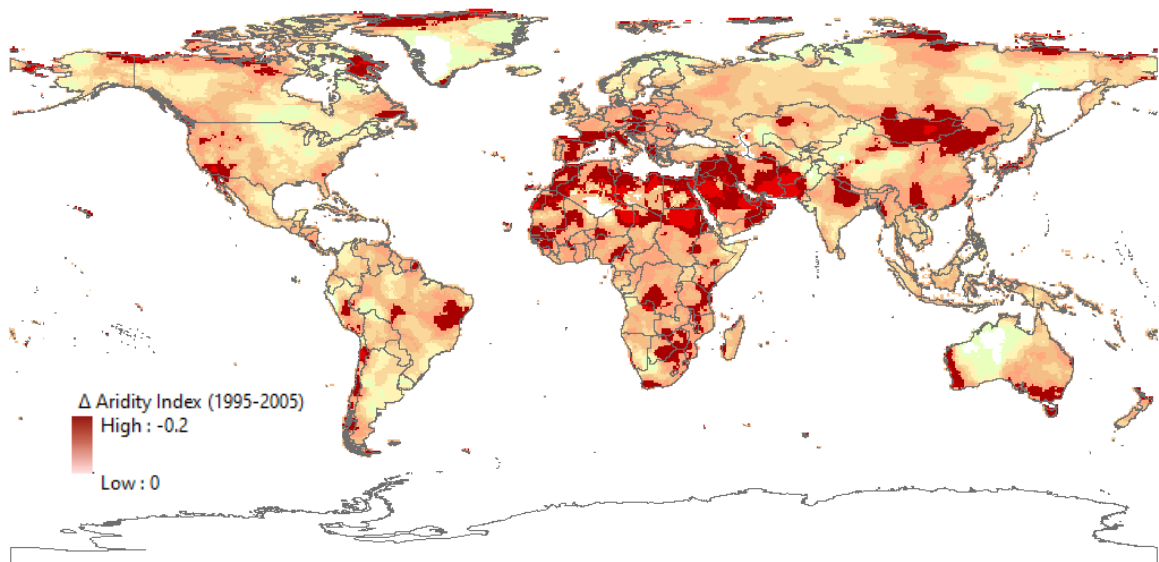 Δ Aridity Index (1995-2005)
High : -0.2
Low : 0